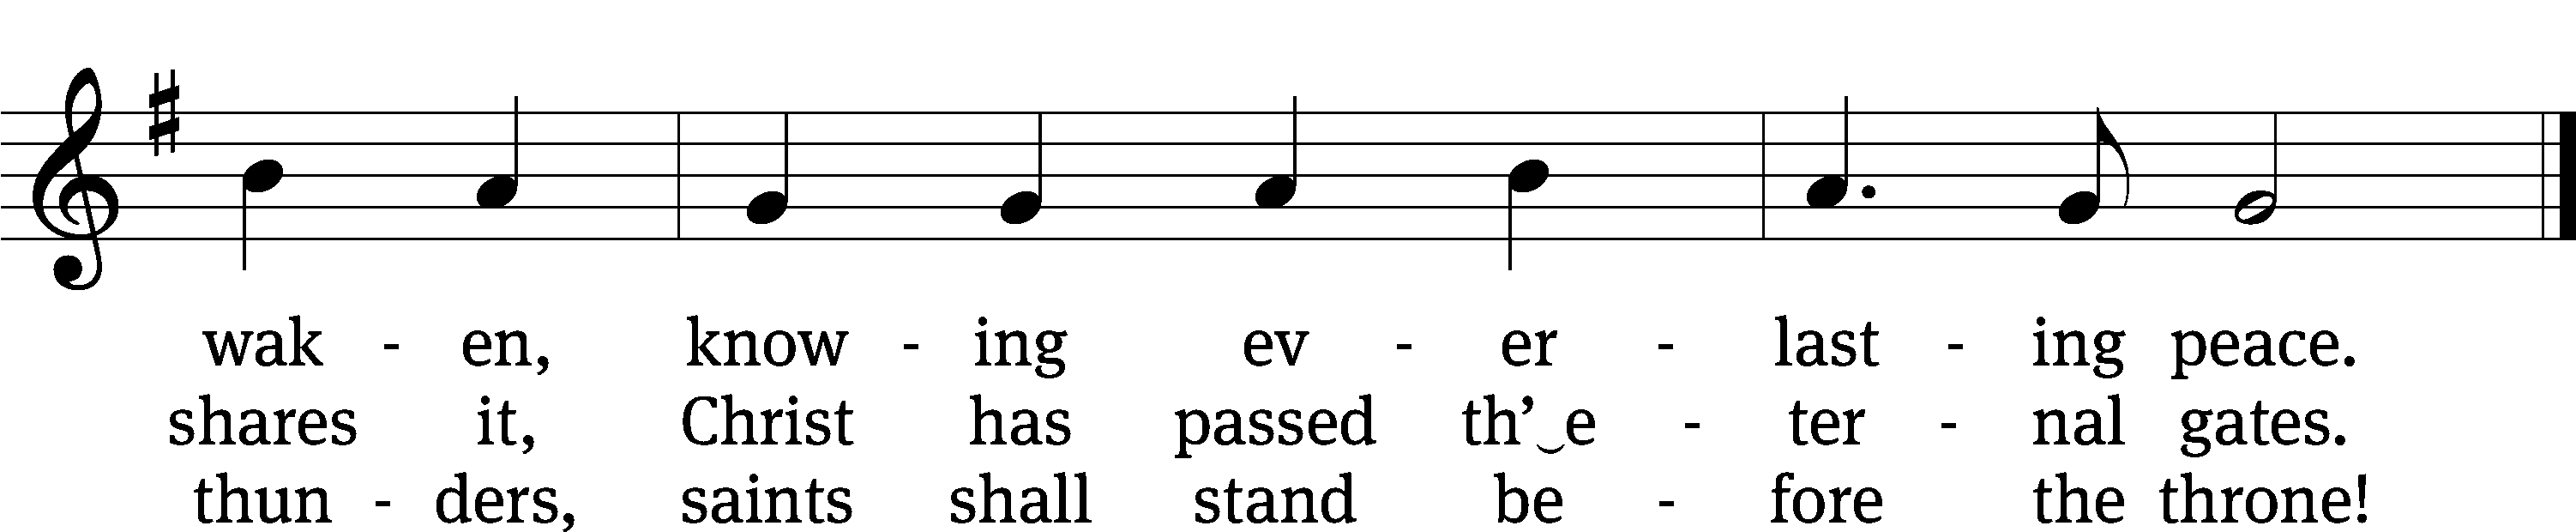 wak - en, know - ing ev - er - last - ing peace.
shares it, Christ has passed th’‿e - ter - nal gates.
thun - ders, saints shall stand be - fore the throne!